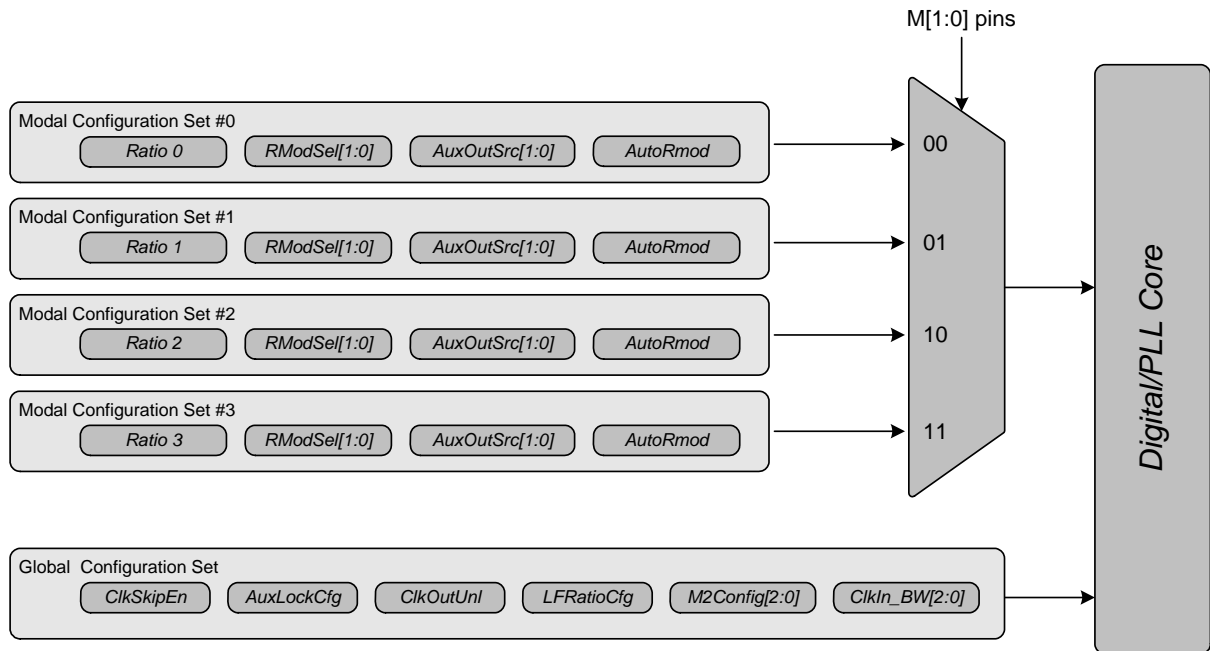 M[1:0] pins
Modal Configuration Set #0
Ratio 0 RModSel[1:0] AuxOutSrc[1:0] AutoRmod
00
Modal Configuration Set #1
Ratio 1 RModSel[1:0] AuxOutSrc[1:0] AutoRmod
01
Modal Configuration Set #2
Ratio 2 RModSel[1:0] AuxOutSrc[1:0] AutoRmod
10
Modal Configuration Set #3
Ratio 3 RModSel[1:0] AuxOutSrc[1:0] AutoRmod
11
Digital/PLL Core
Global Configuration Set
ClkSkipEn AuxLockCfg ClkOutUnl LFRatioCfg M2Config[2:0] ClkIn_BW[2:0]